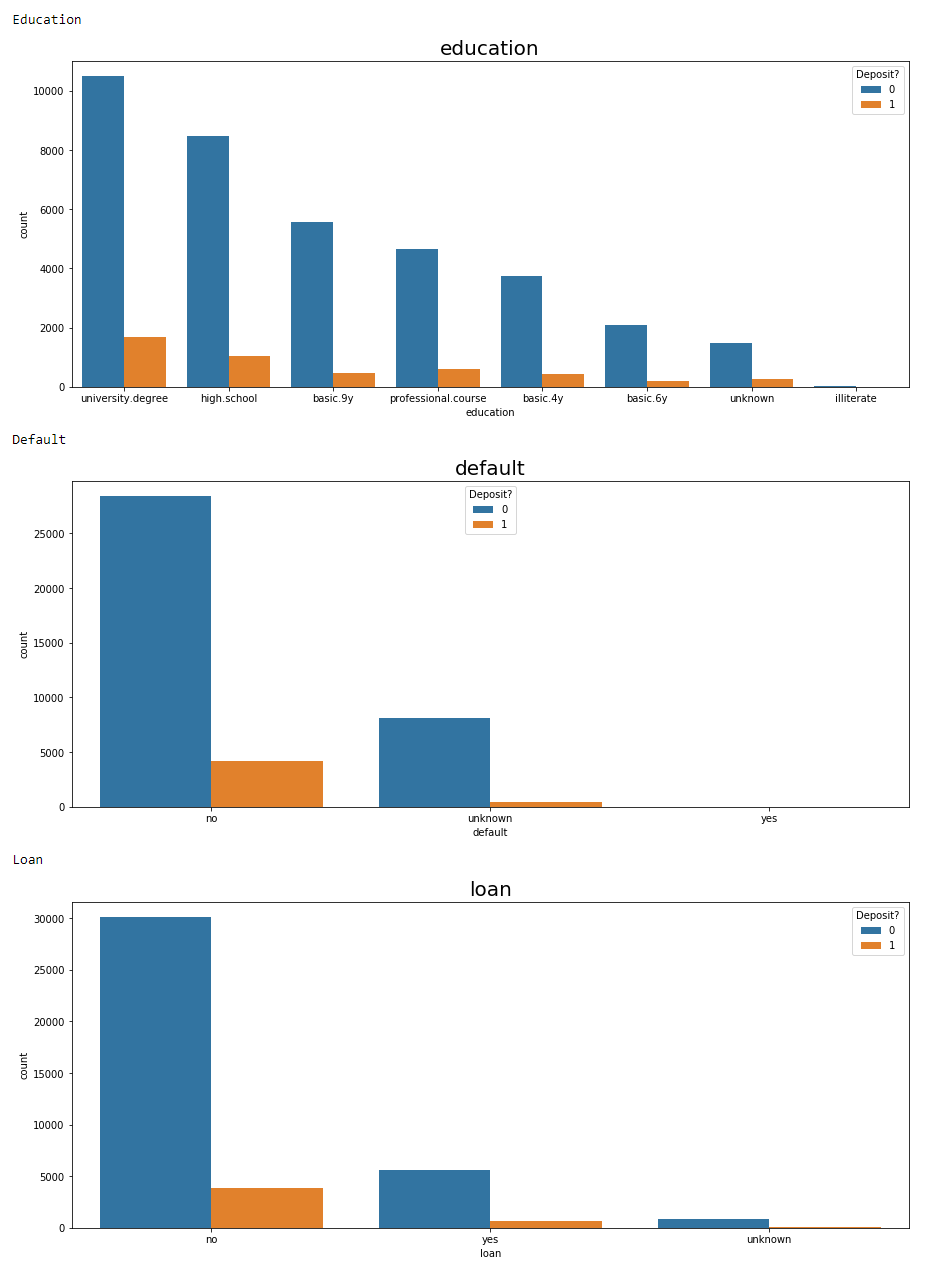 Education
education
Deposit?
0
1
10000
8000
6000
4000
2000
0
count
university.degree high.school basic.9y professional.course basic.4y basic.6y unknown illiterate
education
Default
default
Deposit?
0
1
25000
20000
15000
10000
5000
0
count
no unknown yes
default
Loan
loan
Deposit?
0
1
30000
25000
20000
15000
10000
5000
0
count
no yes unknown
loan